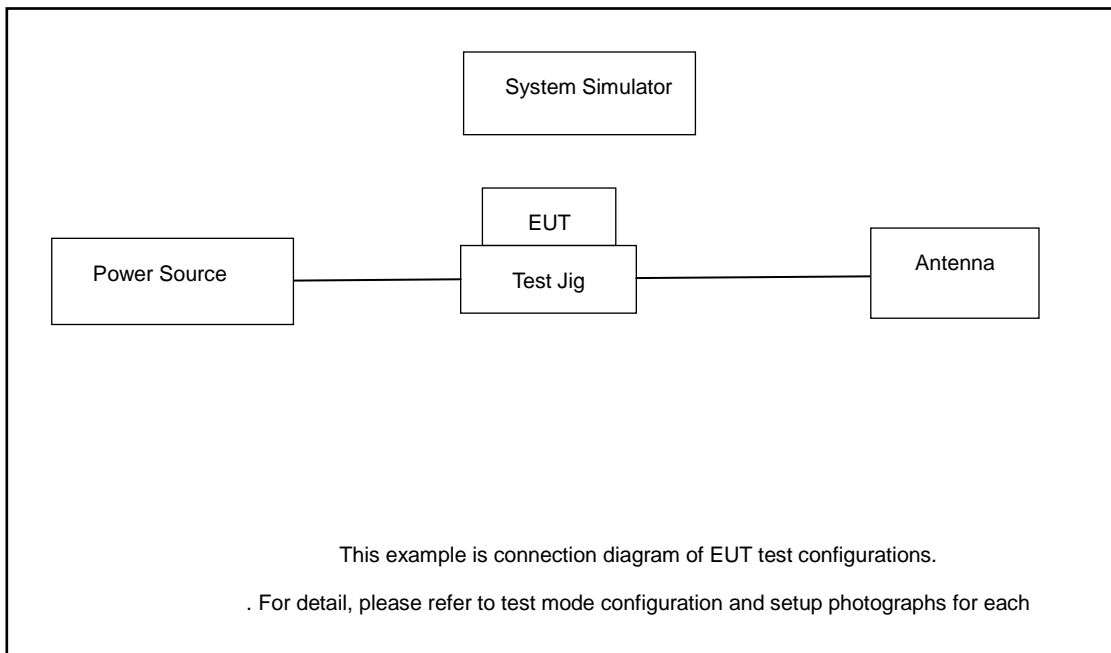 System Simulator
EUT
Power Source
Test Jig
Antenna
This example is connection diagram of EUT test configurations.
. For detail, please refer to test mode configuration and setup photographs for each